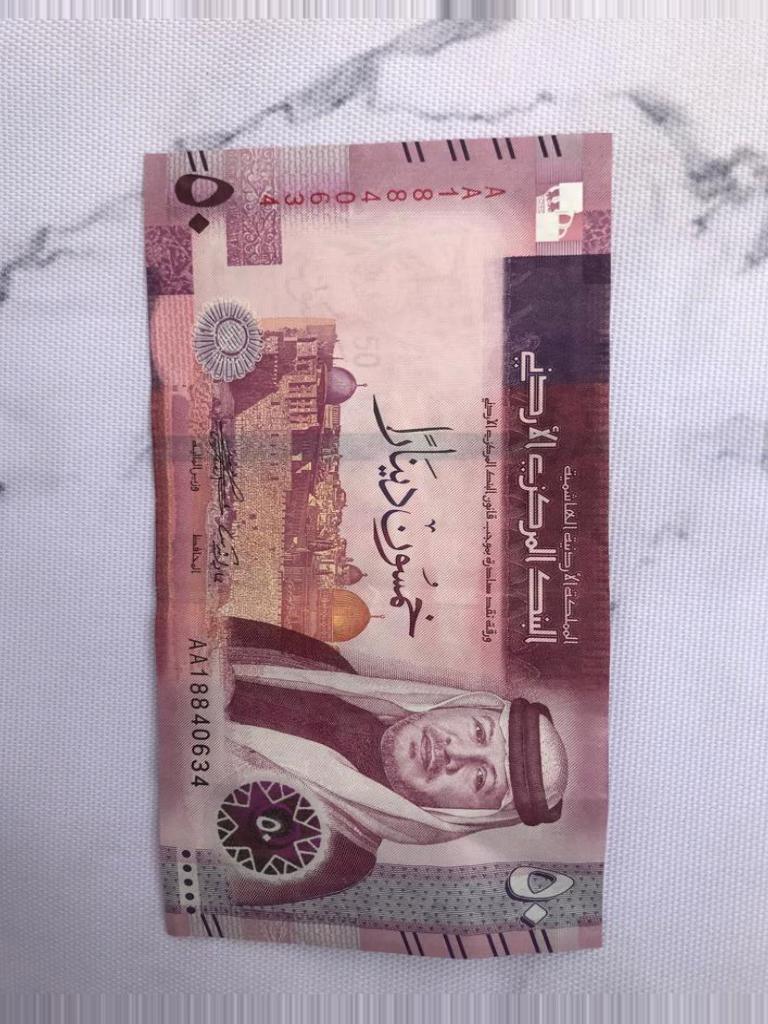 المملكة الأردنية الهاشمية
البنك المركزي الأردني
ورقة نقد صادرة بموجب قانون البنك المركزي الأردني
خمسون دينارًا
AA18840634
AA18840634
المحافظ
وزير المالية
٥٠
٥٠
٥٠
50